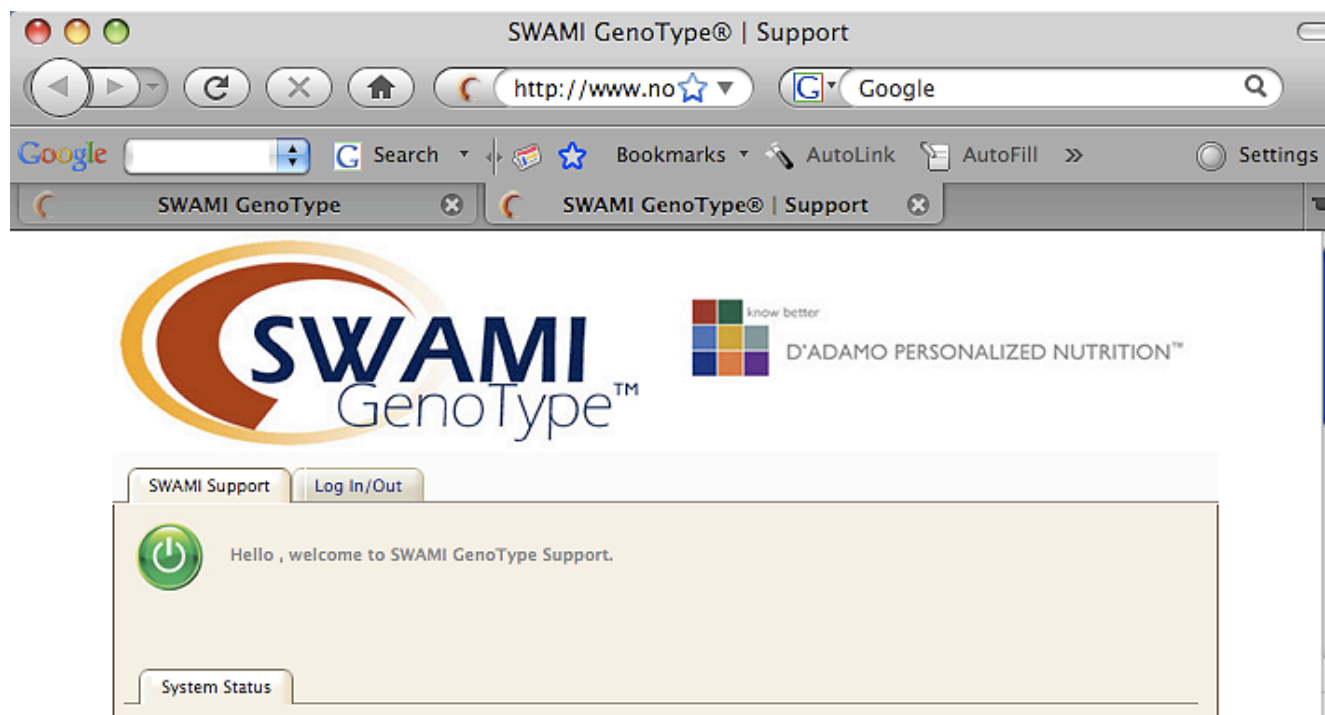 SWAMI GenoType® | Support
http://www.no
G Google
Google G Search Bookmarks AutoLink AutoFill » Settings
SWAMI GenoType SWAMI GenoType® | Support
SWAMI
GenoType™
know better
D'ADAMO PERSONALIZED NUTRITION™
SWAMI Support Log In/Out
Hello , welcome to SWAMI GenoType Support.
System Status